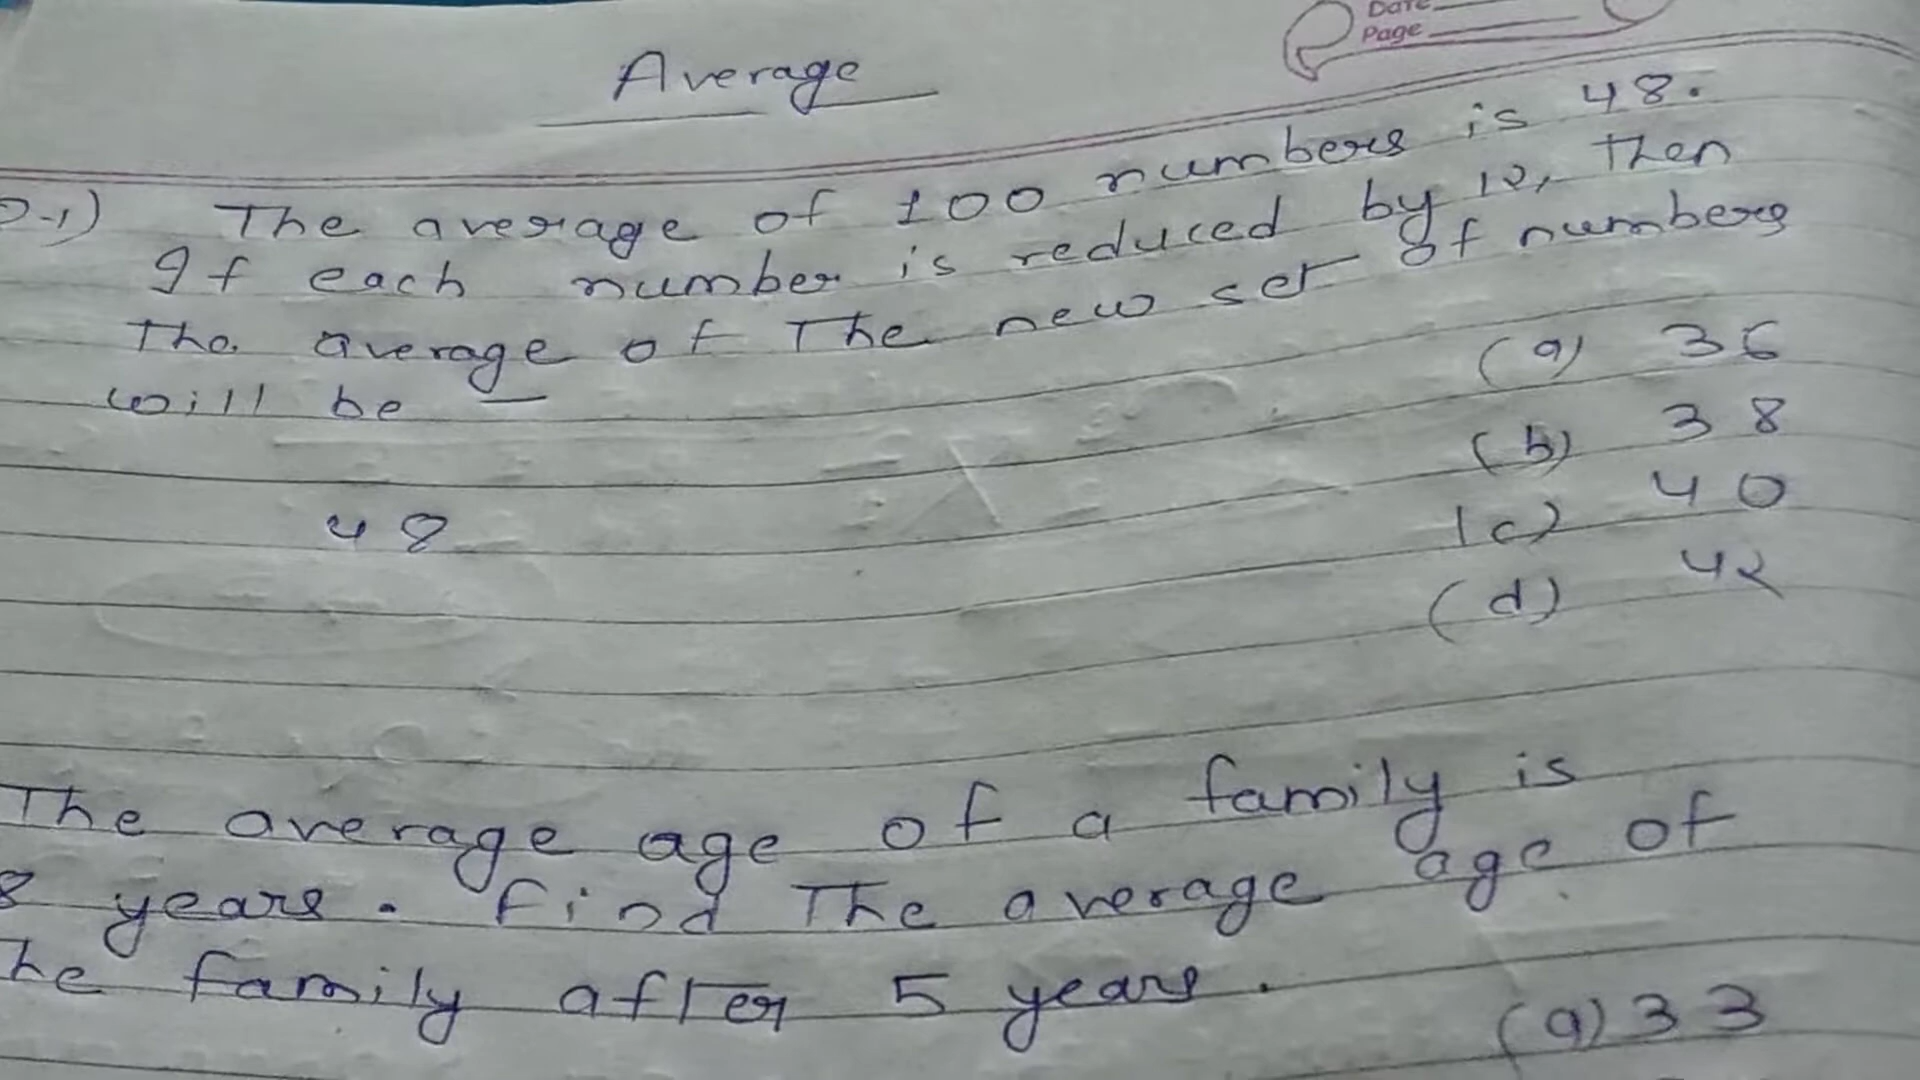 Date
Page
Average
Q-1) The average of 100 numbers is 48.
If each number is reduced by 12, then
The average of The new set of numbers
will be –
(a) 36
(b) 38
(c) 40
(d) 42
48
The average age of a family is
8 years. find The average age of
he family after 5 years.
(a) 33